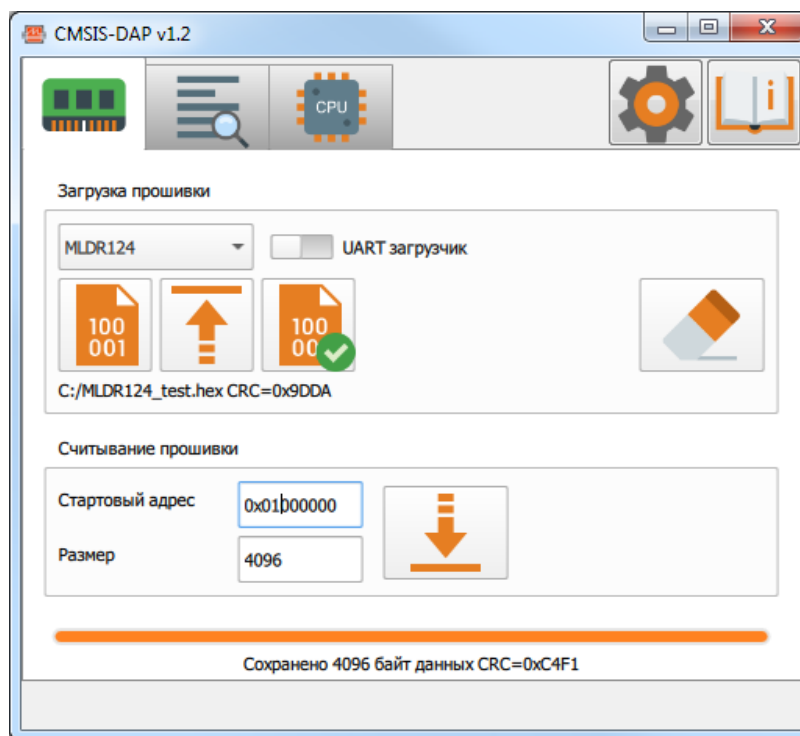 CMSIS-DAP v1.2
CPU
i
Загрузка прошивки
MLDR124
UART загрузчик
100
001
100
00
C:/MLDR124_test.hex CRC=0x9DDA
Считывание прошивки
Стартовый адрес
0x01000000
Размер
4096
Сохранено 4096 байт данных CRC=0xC4F1